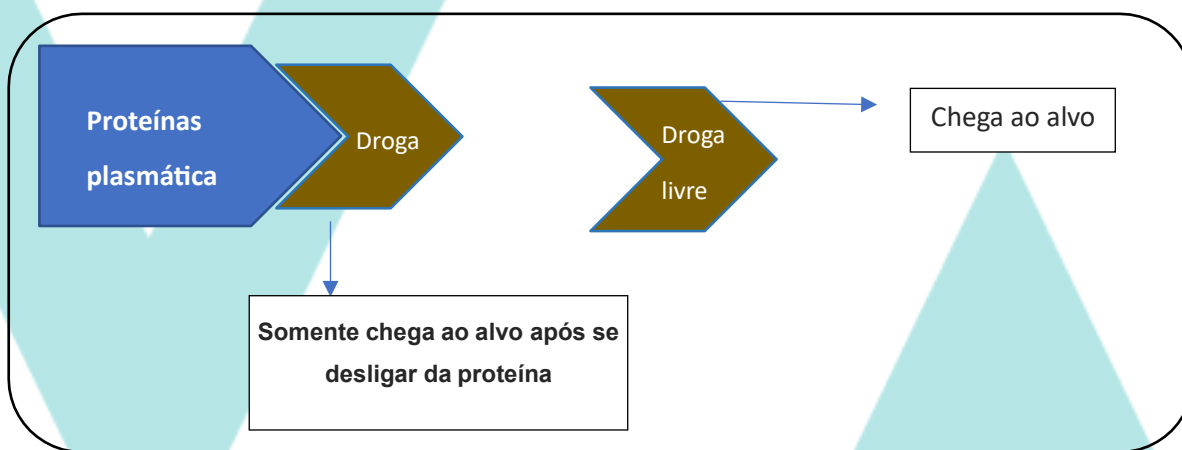 Proteínas
plasmática
Droga
Droga
livre
Chega ao alvo
Somente chega ao alvo após se
desligar da proteína